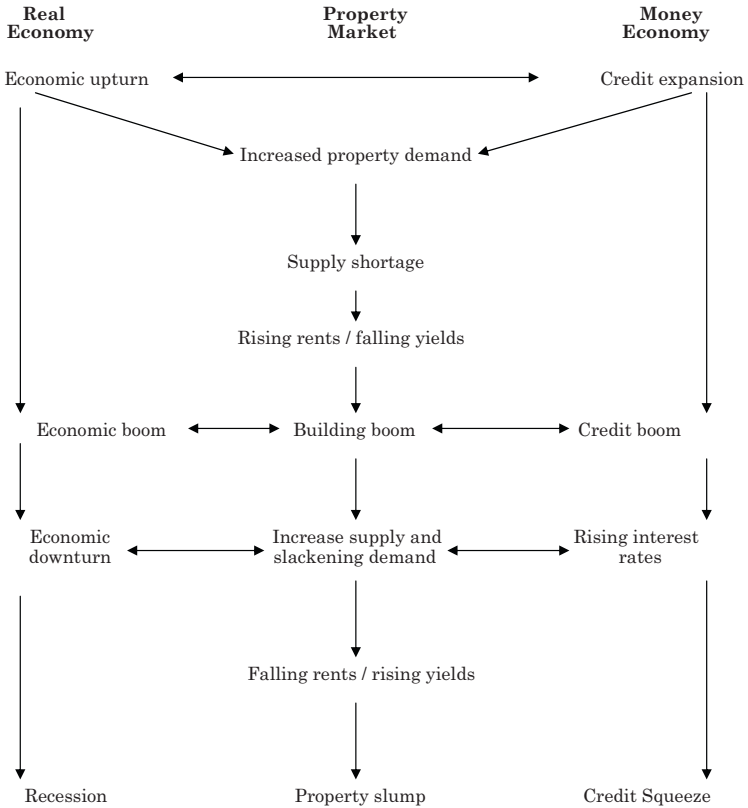 Real Economy
Property Market
Money Economy
Economic upturn
Credit expansion
Increased property demand
Supply shortage
Rising rents / falling yields
Economic boom
Building boom
Credit boom
Economic
downturn
Increase supply and
slackening demand
Rising interest
rates
Falling rents / rising yields
Recession
Property slump
Credit Squeeze